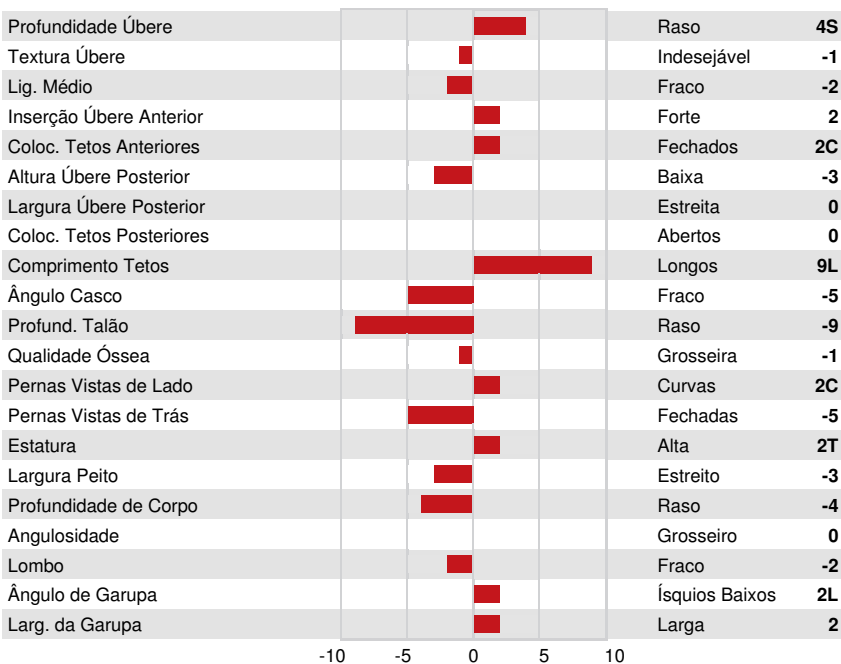 Profundidade Úbere Raso 4S
Textura Úbere Indesejável -1
Lig. Médio Fraco -2
Inserção Úbere Anterior Forte 2
Coloc. Tetos Anteriores Fechados 2C
Altura Úbere Posterior Baixa -3
Largura Úbere Posterior Estreita 0
Coloc. Tetos Posteriores Abertos 0
Comprimento Tetos Longos 9L
Ângulo Casco Fraco -5
Profund. Talão Raso -9
Qualidade Óssea Grosseira -1
Pernas Vistas de Lado Curvas 2C
Pernas Vistas de Trás Fechadas -5
Estatura Alta 2T
Largura Peito Estreito -3
Profundidade de Corpo Raso -4
Angulosidade Grosseiro 0
Lombo Fraco -2
Ângulo de Garupa Ísquios Baixos 2L
Larg. da Garupa Larga 2
-10 -5 0 5 10